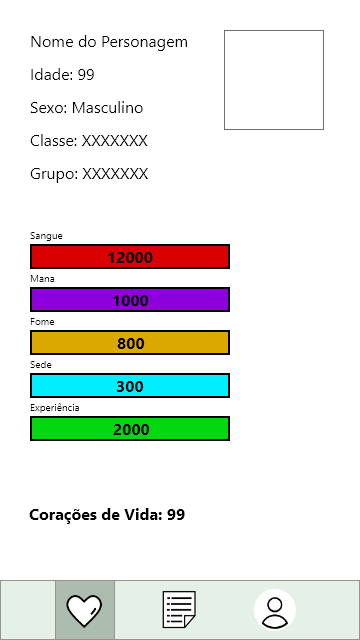 Nome do Personagem
Idade: 99
Sexo: Masculino
Classe: XXXXXXX
Grupo: XXXXXXX
Sangue
12000
Mana
1000
Fome
800
Sede
300
Experiência
2000
Corações de Vida: 99